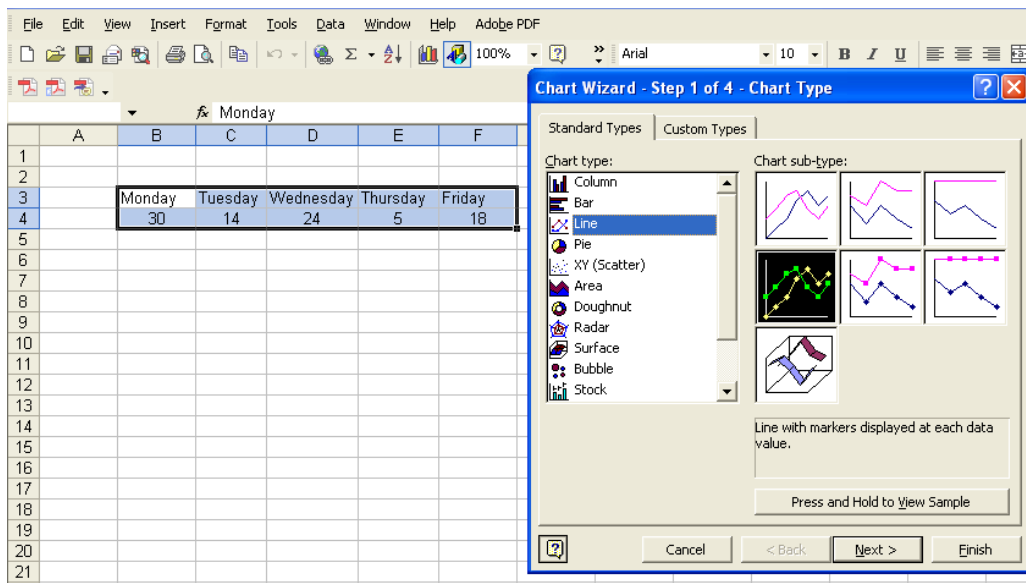 File Edit View Insert Format Tools Data Window Help Adobe PDF
100% Arial 10 B I U
fx Monday
A B C D E F
1
2
3 Monday Tuesday Wednesday Thursday Friday
4 30 14 24 5 18
5
6
7
8
9
10
11
12
13
14
15
16
17
18
19
20
21
Chart Wizard - Step 1 of 4 - Chart Type
Standard Types Custom Types
Chart type:
Column
Bar
Line
Pie
XY (Scatter)
Area
Doughnut
Radar
Surface
Bubble
Stock
Chart sub-type:
Line with markers displayed at each data
value.
Press and Hold to View Sample
Cancel < Back Next > Finish